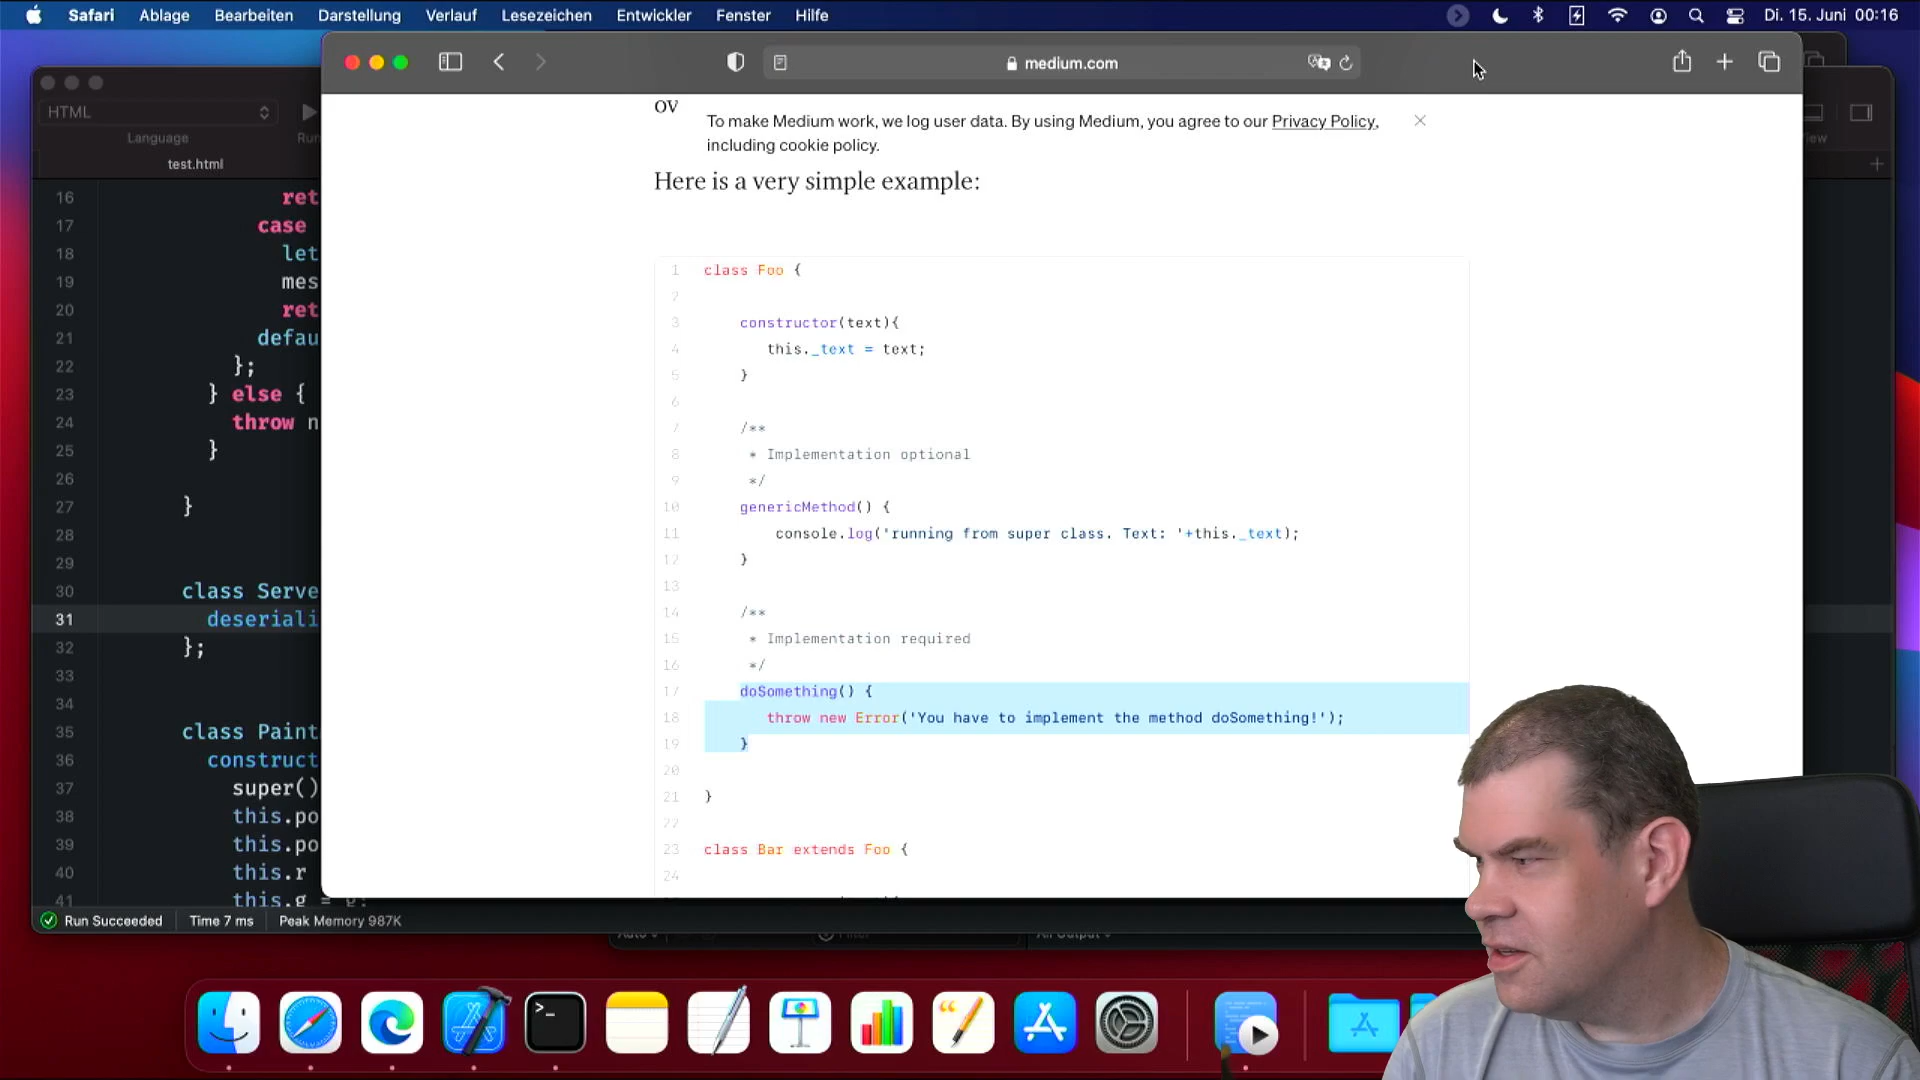 Safari Ablage Bearbeiten Darstellung Verlauf Lesezeichen Entwickler Fenster Hilfe Di. 15. Juni 00:16
medium.com
HTML
Language
test.html
16 ret
17 case
18 let
19 mes
20 ret
21 defau
22 };
23 } else {
24 throw n
25 }
26
27 }
28
29
30 class Serve
31 deseriali
32 };
33
34
35 class Paint
36 construct
37 super()
38 this.po
39 this.po
40 this.r
41 this.g = g;
Run Succeeded Time 7 ms Peak Memory 987K
ov
To make Medium work, we log user data. By using Medium, you agree to our Privacy Policy,
including cookie policy.
Here is a very simple example:
1 class Foo {
2
3 constructor(text){
4 this._text = text;
5 }
6
7 /**
8 * Implementation optional
9 */
10 genericMethod() {
11 console.log('running from super class. Text: '+this._text);
12 }
13
14 /**
15 * Implementation required
16 */
17 doSomething() {
18 throw new Error('You have to implement the method doSomething!');
19 }
20
21 }
22
23 class Bar extends Foo {
24